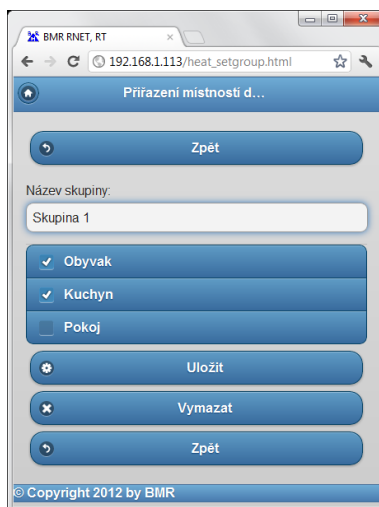 BMR RNET, RT
192.168.1.113/heat_setgroup.html
Přiřazení místností d...
Zpět
Název skupiny:
Skupina 1
Obyvak
Kuchyn
Pokoj
Uložit
Vymazat
Zpět
© Copyright 2012 by BMR